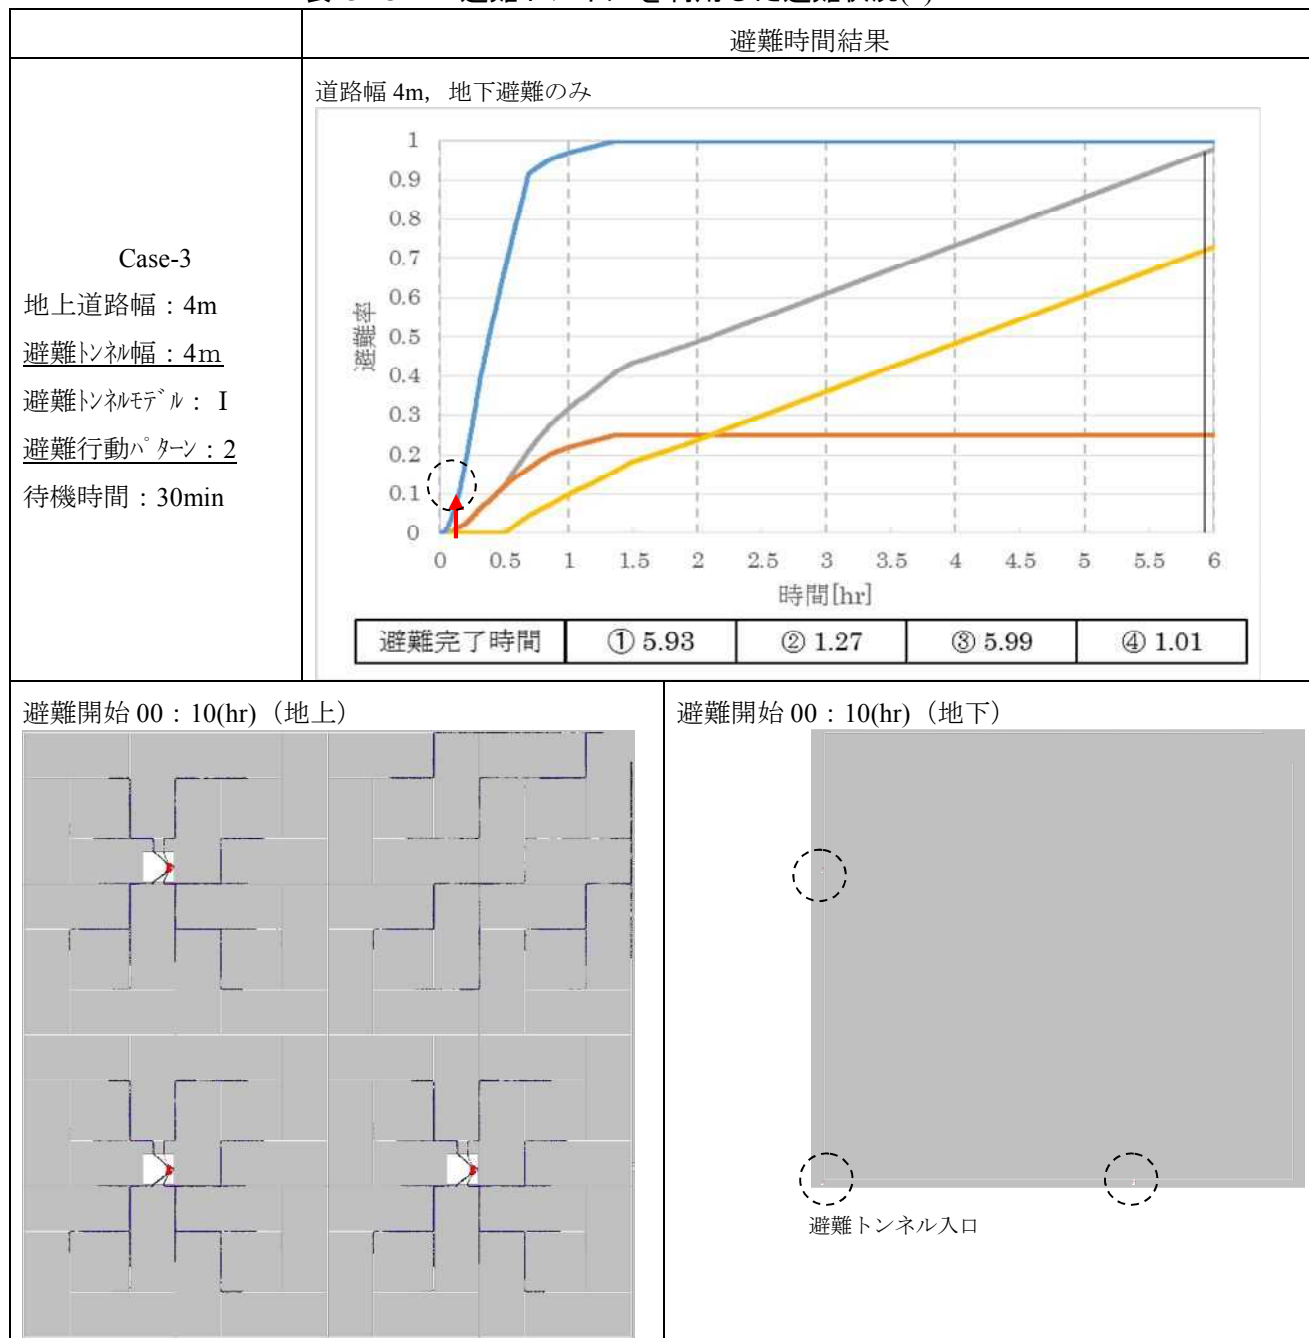 避難時間結果
Case-3
地上道路幅：4m
避難ﾄﾝﾈﾙ幅：4ｍ
避難ﾄﾝﾈﾙﾓﾃﾞﾙ：Ⅰ
避難行動ﾊﾟﾀｰﾝ：2
待機時間：30min
道路幅 4m，地下避難のみ
1
0.9
0.8
0.7
0.6
0.5
0.4
0.3
0.2
0.1
0
避難率
0 0.5 1 1.5 2 2.5 3 3.5 4 4.5 5 5.5 6
時間[hr]
避難完了時間 ① 5.93 ② 1.27 ③ 5.99 ④ 1.01
避難開始 00：10(hr)（地上）
避難開始 00：10(hr)（地下）
避難トンネル入口